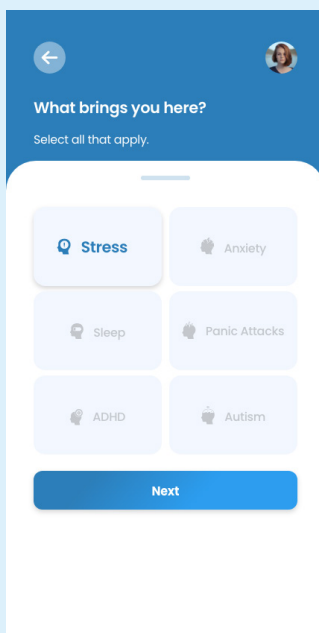 What brings you here?
Select all that apply.
Stress
Anxiety
Sleep
Panic Attacks
ADHD
Autism
Next